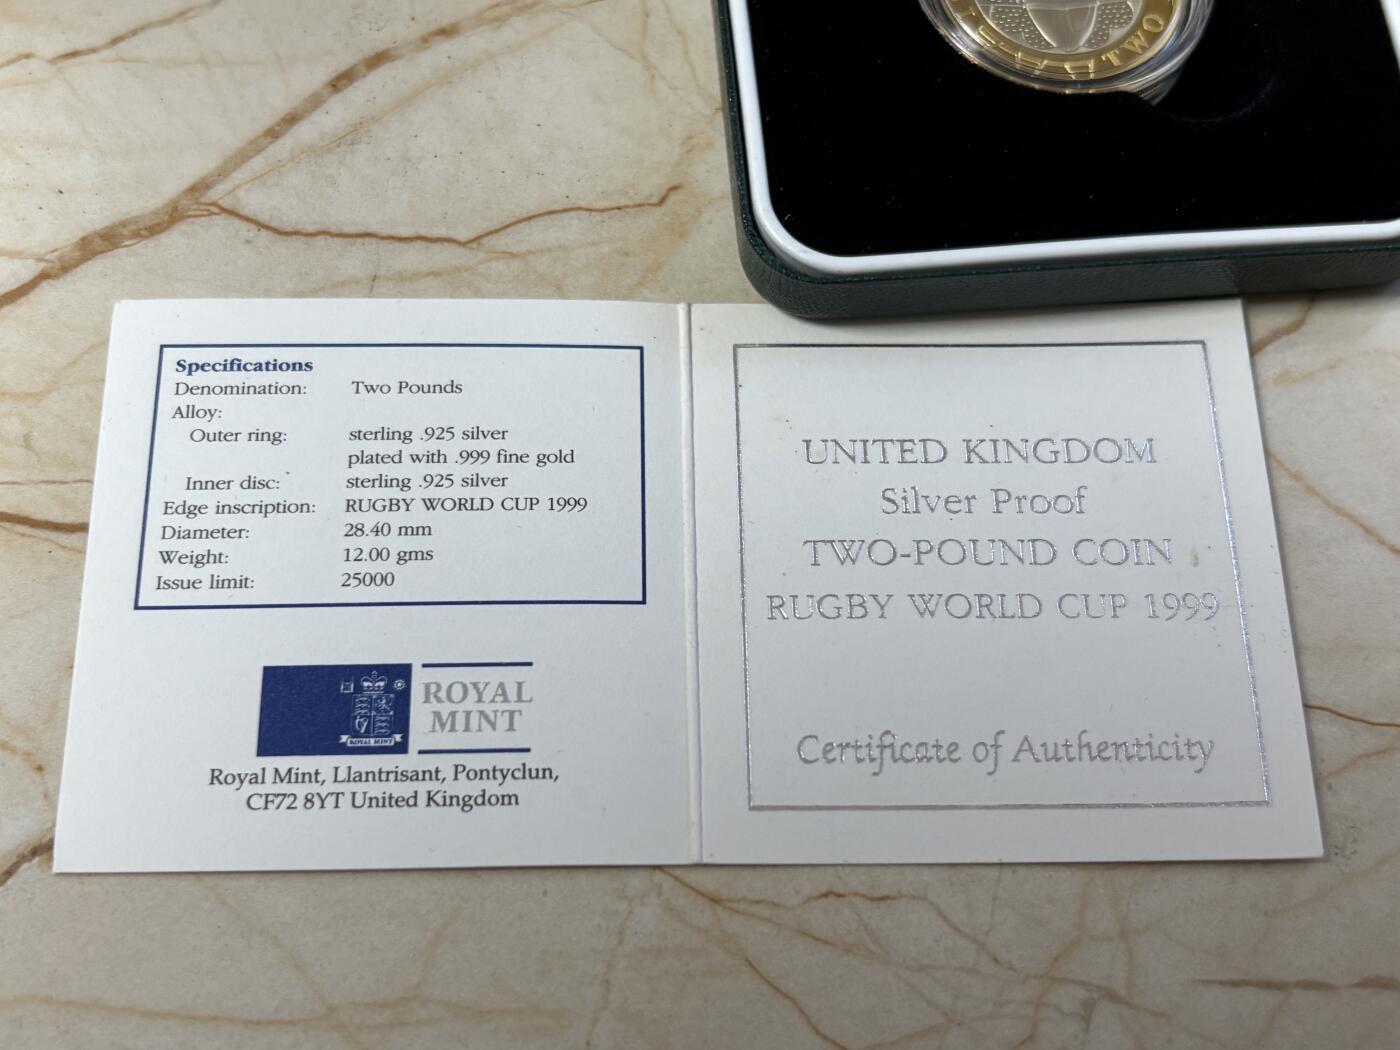 TWO
Specifications
Denomination: Two Pounds
Alloy:
Outer ring: sterling .925 silver
plated with .999 fine gold
Inner disc: sterling .925 silver
Edge inscription: RUGBY WORLD CUP 1999
Diameter: 28.40 mm
Weight: 12.00 gms
Issue limit: 25000
ROYAL MINT
ROYAL
MINT
Royal Mint, Llantrisant, Pontyclun,
CF72 8YT United Kingdom
UNITED KINGDOM
Silver Proof
TWO-POUND COIN
RUGBY WORLD CUP 1999
Certificate of Authenticity